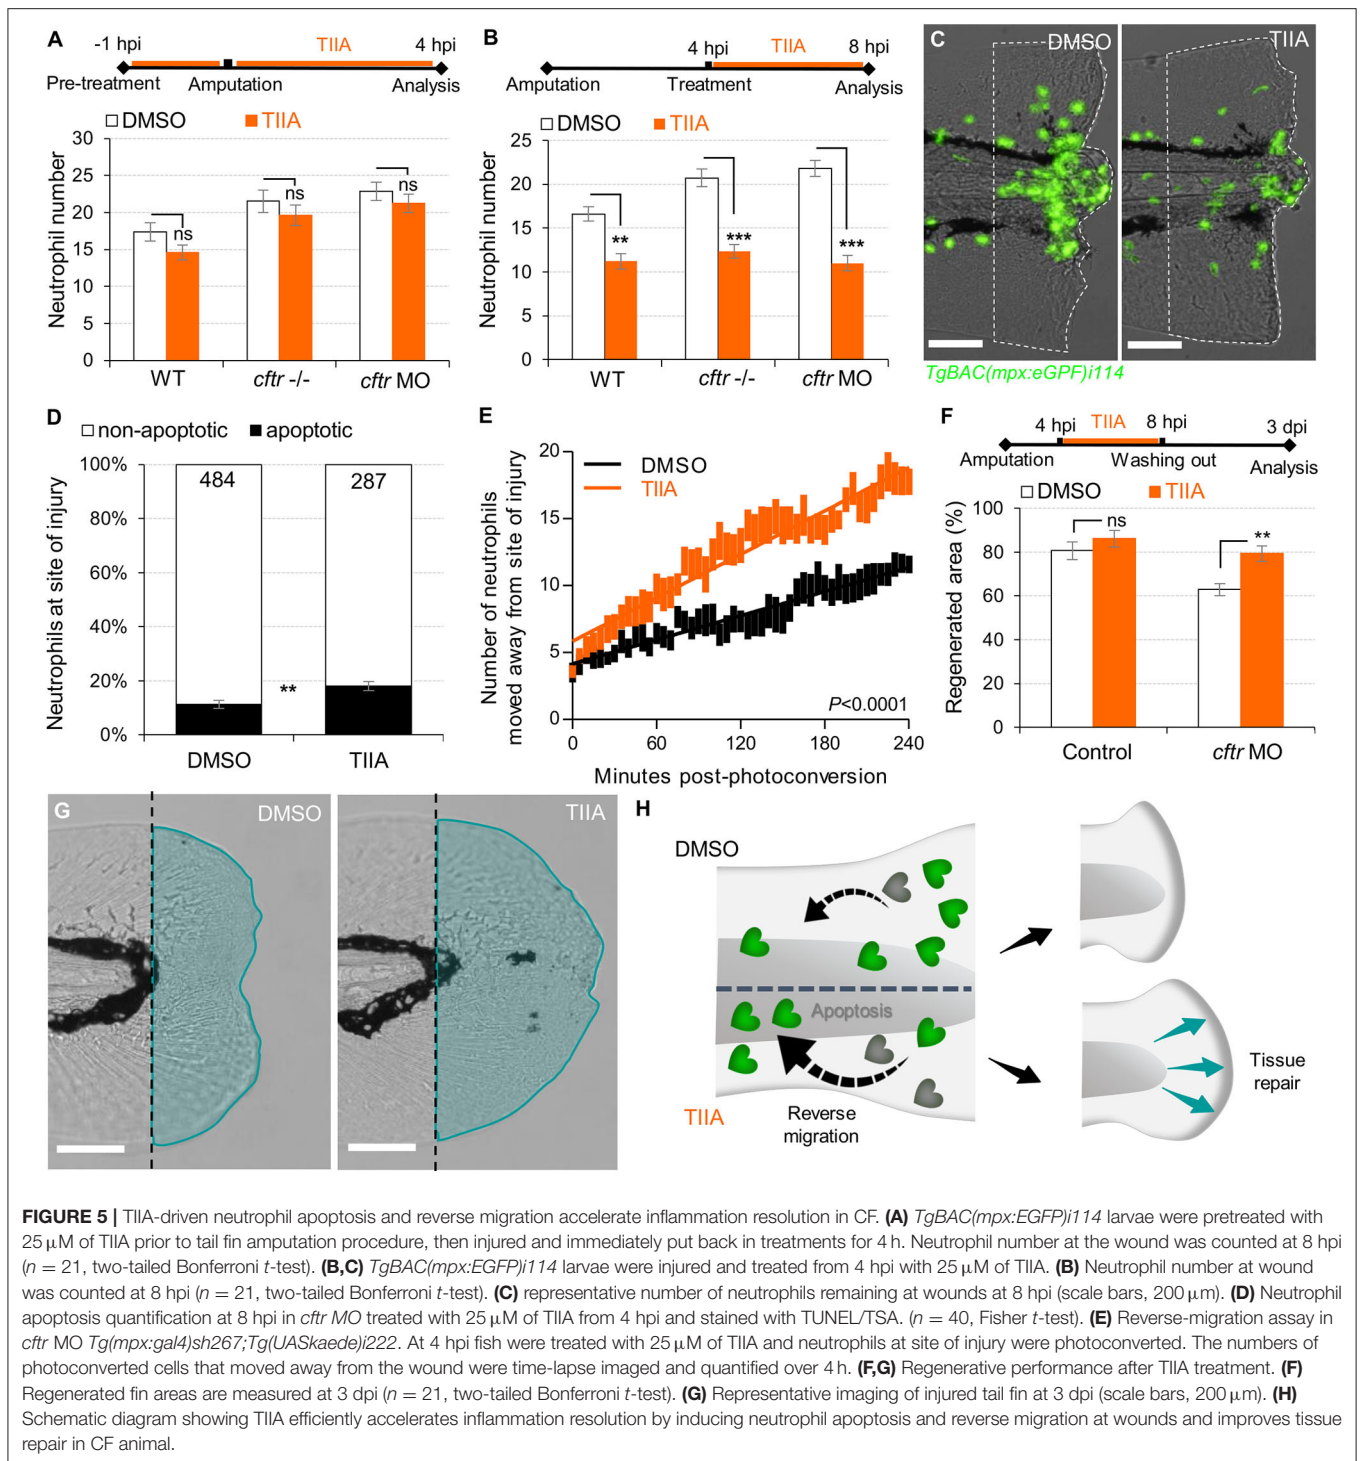 A
-1 hpi
TIIA
4 hpi
Pre-treatment
Amputation
Analysis
DMSO
TIIA
Neutrophil number
30
25
20
15
10
5
0
ns
ns
ns
WT
cftr -/-
cftr MO
B
4 hpi
TIIA
8 hpi
Amputation
Treatment
Analysis
DMSO
TIIA
Neutrophil number
25
20
15
10
5
0
**
***
***
WT
cftr -/-
cftr MO
C
DMSO
TIIA
TgBAC(mpx:eGPF)i114
D
non-apoptotic
apoptotic
Neutrophils at site of injury
100%
80%
60%
40%
20%
0%
484
287
**
DMSO
TIIA
E
Number of neutrophils
moved away from site of injury
20
15
10
5
0
DMSO
TIIA
P<0.0001
0
60
120
180
240
Minutes post-photoconversion
F
4 hpi
TIIA
8 hpi
3 dpi
Amputation
Washing out
Analysis
DMSO
TIIA
Regenerated area (%)
100
80
60
40
20
0
ns
**
Control
cftr MO
G
DMSO
TIIA
H
DMSO
Apoptosis
TIIA
Reverse
migration
Tissue
repair
FIGURE 5 | TIIA-driven neutrophil apoptosis and reverse migration accelerate inflammation resolution in CF. (A) TgBAC(mpx:EGFP)i114 larvae were pretreated with
25 μM of TIIA prior to tail fin amputation procedure, then injured and immediately put back in treatments for 4 h. Neutrophil number at the wound was counted at 8 hpi
(n = 21, two-tailed Bonferroni t-test). (B,C) TgBAC(mpx:EGFP)i114 larvae were injured and treated from 4 hpi with 25 μM of TIIA. (B) Neutrophil number at wound
was counted at 8 hpi (n = 21, two-tailed Bonferroni t-test). (C) representative number of neutrophils remaining at wounds at 8 hpi (scale bars, 200 μm). (D) Neutrophil
apoptosis quantification at 8 hpi in cftr MO treated with 25 μM of TIIA from 4 hpi and stained with TUNEL/TSA. (n = 40, Fisher t-test). (E) Reverse-migration assay in
cftr MO Tg(mpx:gal4)sh267;Tg(UASkaede)i222. At 4 hpi fish were treated with 25 μM of TIIA and neutrophils at site of injury were photoconverted. The numbers of
photoconverted cells that moved away from the wound were time-lapse imaged and quantified over 4 h. (F,G) Regenerative performance after TIIA treatment. (F)
Regenerated fin areas are measured at 3 dpi (n = 21, two-tailed Bonferroni t-test). (G) Representative imaging of injured tail fin at 3 dpi (scale bars, 200 μm). (H)
Schematic diagram showing TIIA efficiently accelerates inflammation resolution by inducing neutrophil apoptosis and reverse migration at wounds and improves tissue
repair in CF animal.